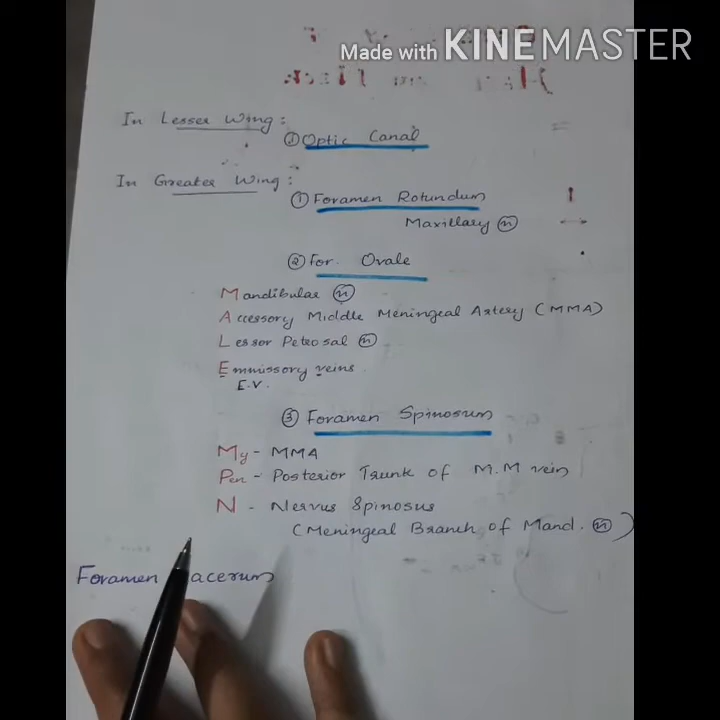 Made with KINEMASTER
In Lesser Wing:
① Optic Canal
In Greater Wing:
① Foramen Rotundum
Maxillary ⓝ
② For. Ovale
Mandibular ⓝ
Accessory Middle Meningeal Artery (MMA)
Lessor Petrosal ⓝ
Emmissory veins
E.V.
③ Foramen Spinosum
My - MMA
Pen - Posterior Trunk of M.M vein
N - Nervus Spinosus
(Meningeal Branch of Mand. ⓝ)
Foramen acerum